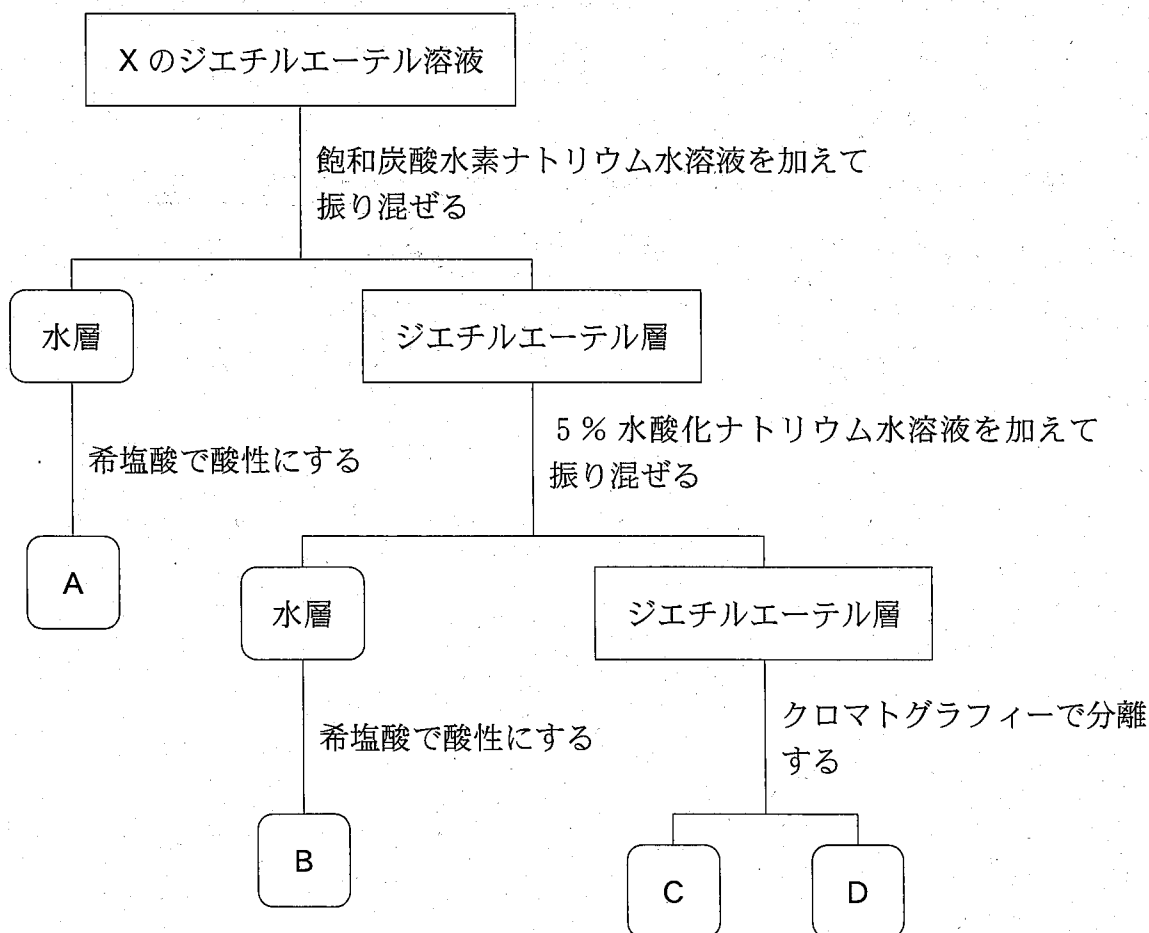 X のジエチルエーテル溶液
飽和炭酸水素ナトリウム水溶液を加えて
振り混ぜる
水層
ジエチルエーテル層
希塩酸で酸性にする
5 % 水酸化ナトリウム水溶液を加えて
振り混ぜる
A
水層
ジエチルエーテル層
希塩酸で酸性にする
クロマトグラフィーで分離
する
B
C
D